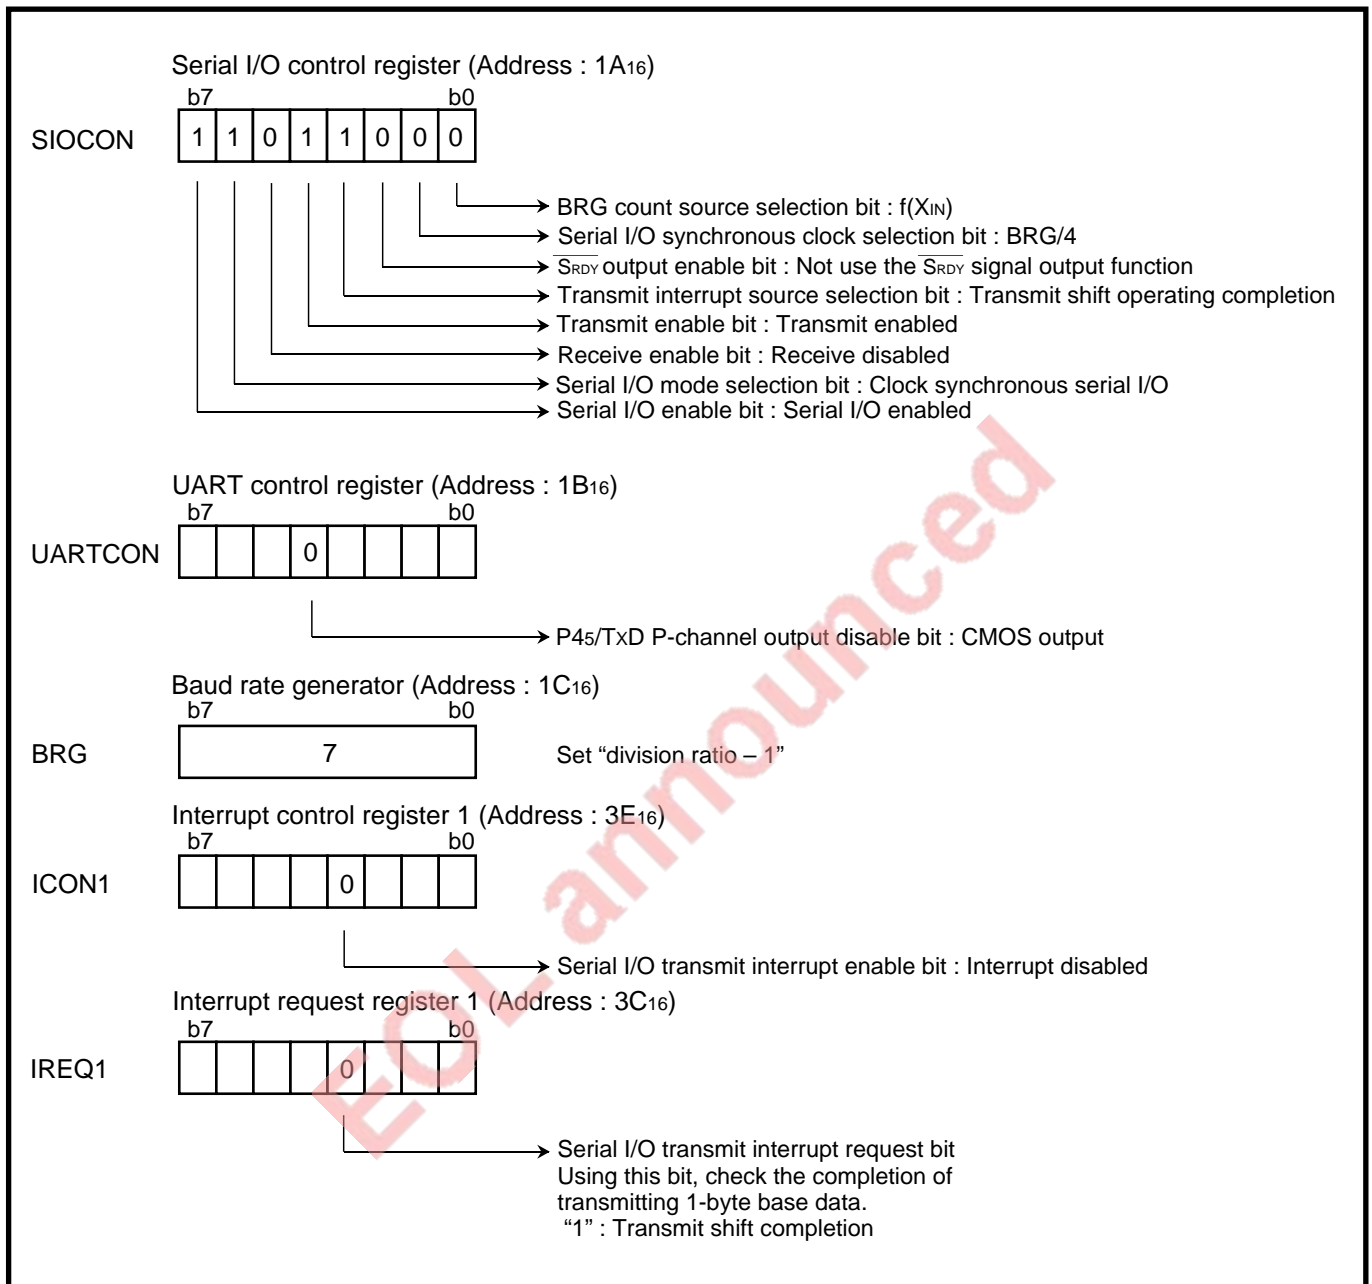 Serial I/O control register (Address : 1A16)
b7 b0
SIOCON 1 1 0 1 1 0 0 0
BRG count source selection bit : f(XIN)
Serial I/O synchronous clock selection bit : BRG/4
SRDY output enable bit : Not use the SRDY signal output function
Transmit interrupt source selection bit : Transmit shift operating completion
Transmit enable bit : Transmit enabled
Receive enable bit : Receive disabled
Serial I/O mode selection bit : Clock synchronous serial I/O
Serial I/O enable bit : Serial I/O enabled
UART control register (Address : 1B16)
b7 b0
UARTCON 0
P45/TXD P-channel output disable bit : CMOS output
Baud rate generator (Address : 1C16)
b7 b0
BRG 7 Set “division ratio – 1”
Interrupt control register 1 (Address : 3E16)
b7 b0
ICON1 0
Serial I/O transmit interrupt enable bit : Interrupt disabled
Interrupt request register 1 (Address : 3C16)
b7 b0
IREQ1 0
Serial I/O transmit interrupt request bit
Using this bit, check the completion of
transmitting 1-byte base data.
“1” : Transmit shift completion
EOL announced